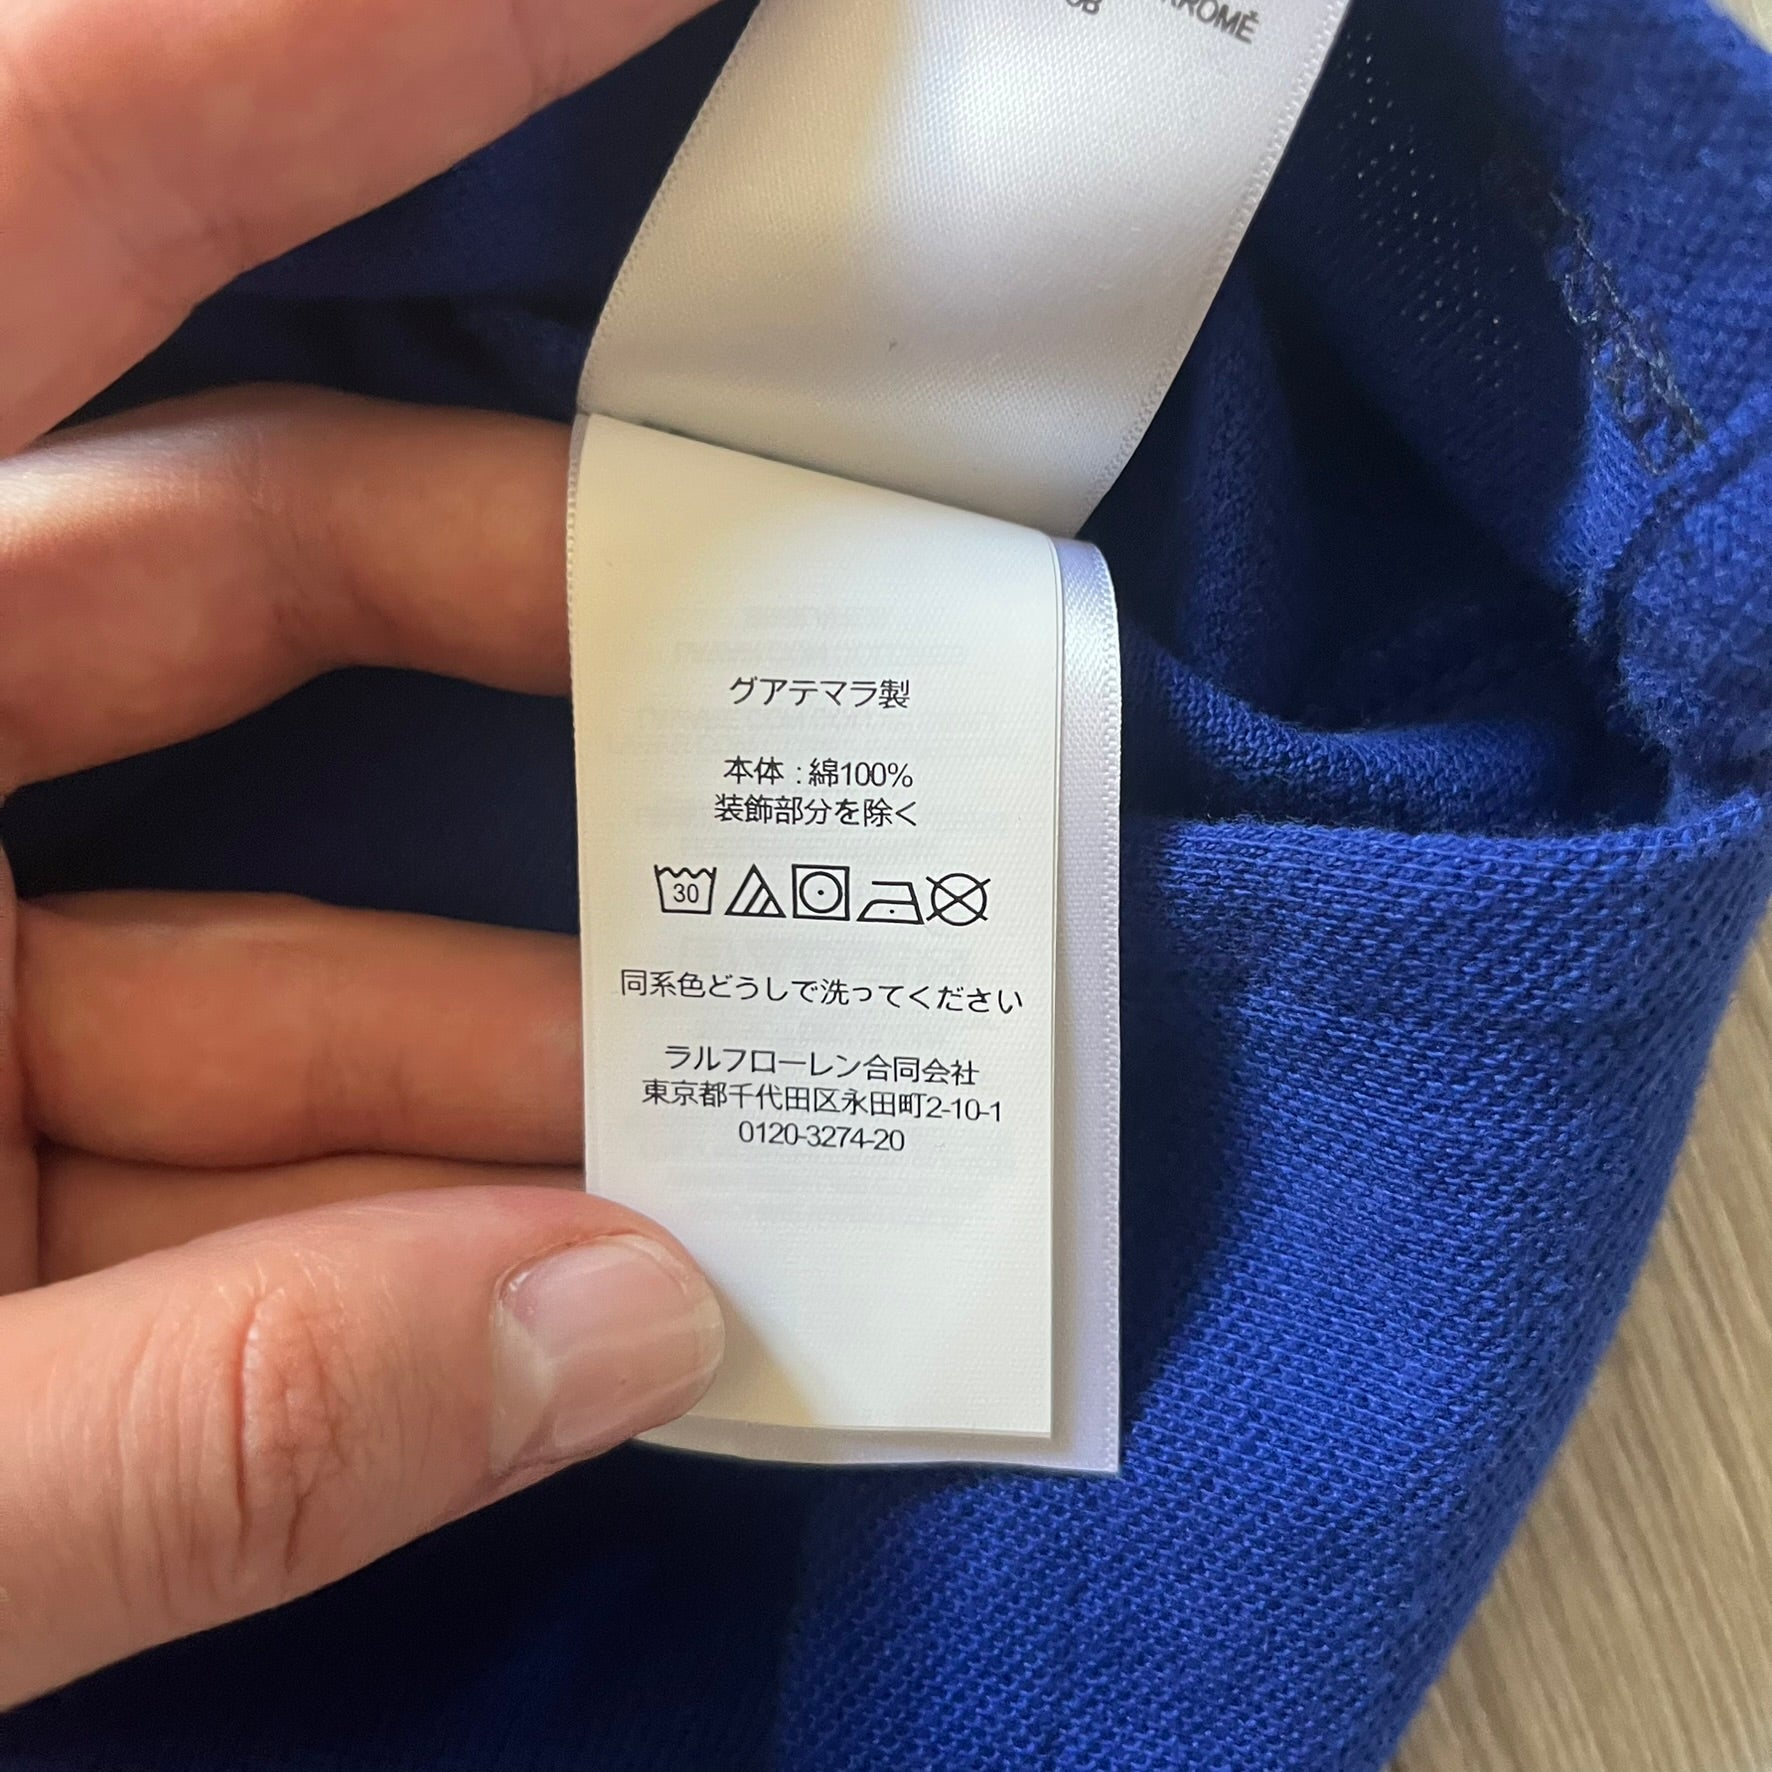 グアテマラ製
本体 : 綿100%
装飾部分を除く
30
同系色どうしで洗ってください
ラルフローレン合同会社
東京都千代田区永田町2-10-1
0120-3274-20